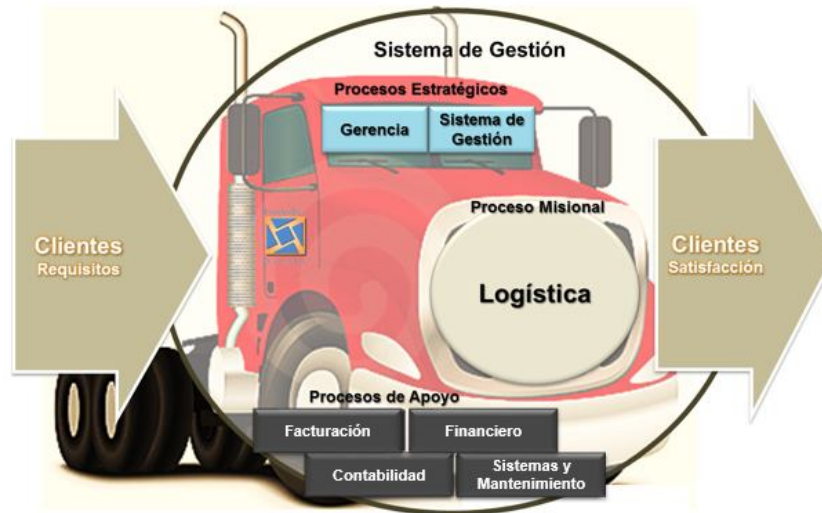 Sistema de Gestión
Procesos Estratégicos
Gerencia
Sistema de
Gestión
Proceso Misional
Clientes
Requisitos
Logística
Clientes
Satisfacción
Procesos de Apoyo
Facturación
Financiero
Contabilidad
Sistemas y
Mantenimiento